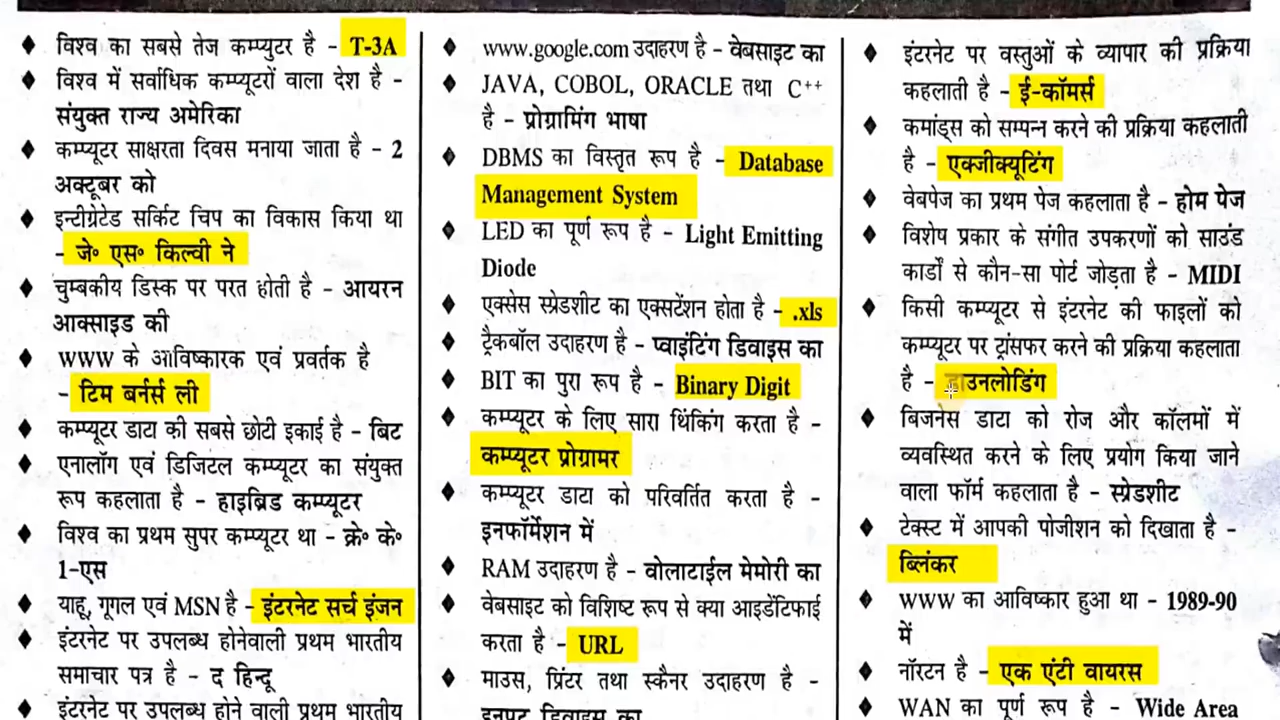 विश्व का सबसे तेज कम्प्युटर है - T-3A
विश्व में सर्वाधिक कम्प्यूटरों वाला देश है -
संयुक्त राज्य अमेरिका
कम्प्यूटर साक्षरता दिवस मनाया जाता है - 2
अक्टूबर को
इन्टीग्रेटेड सर्किट चिप का विकास किया था
- जे॰ एस॰ किल्वी ने
चुम्बकीय डिस्क पर परत होती है - आयरन
आक्साइड की
WWW के आविष्कारक एवं प्रवर्तक है
- टिम बर्नर्स ली
कम्प्यूटर डाटा की सबसे छोटी इकाई है - बिट
एनालॉग एवं डिजिटल कम्प्यूटर का संयुक्त
रूप कहलाता है - हाइब्रिड कम्प्यूटर
विश्व का प्रथम सुपर कम्प्यूटर था - क्रे॰ के॰
1-एस
याहू, गूगल एवं MSN है - इंटरनेट सर्च इंजन
इंटरनेट पर उपलब्ध होनेवाली प्रथम भारतीय
समाचार पत्र है - द हिन्दू
इंटरनेट पर उपलब्ध होने वाली प्रथम भारतीय
www.google.com उदाहरण है - वेबसाइट का
JAVA, COBOL, ORACLE तथा C++
है - प्रोग्रामिंग भाषा
DBMS का विस्तृत रूप है - Database
Management System
LED का पूर्ण रूप है - Light Emitting
Diode
एक्सेस स्प्रेडशीट का एक्सटेंशन होता है - .xls
ट्रैकबॉल उदाहरण है - प्वाइंटिंग डिवाइस का
BIT का पुरा रूप है - Binary Digit
कम्प्यूटर के लिए सारा थिंकिंग करता है -
कम्प्यूटर प्रोग्रामर
कम्प्यूटर डाटा को परिवर्तित करता है -
इनफॉर्मेशन में
RAM उदाहरण है - वोलाटाईल मेमोरी का
वेबसाइट को विशिष्ट रूप से क्या आइडेंटिफाई
करता है - URL
माउस, प्रिंटर तथा स्कैनर उदाहरण है -
इनपुट डिवाइस का
इंटरनेट पर वस्तुओं के व्यापार की प्रक्रिया
कहलाती है - ई-कॉमर्स
कमांड्स को सम्पन्न करने की प्रक्रिया कहलाती
है - एक्जीक्यूटिंग
वेबपेज का प्रथम पेज कहलाता है - होम पेज
विशेष प्रकार के संगीत उपकरणों को साउंड
कार्डों से कौन-सा पोर्ट जोड़ता है - MIDI
किसी कम्प्यूटर से इंटरनेट की फाइलों को
कम्प्यूटर पर ट्रांसफर करने की प्रक्रिया कहलाता
है - डाउनलोडिंग
बिजनेस डाटा को रोज और कॉलमों में
व्यवस्थित करने के लिए प्रयोग किया जाने
वाला फॉर्म कहलाता है - स्प्रेडशीट
टेक्स्ट में आपकी पोजीशन को दिखाता है -
ब्लिंकर
WWW का आविष्कार हुआ था - 1989-90
में
नॉरटन है - एक एंटी वायरस
WAN का पूर्ण रूप है - Wide Area